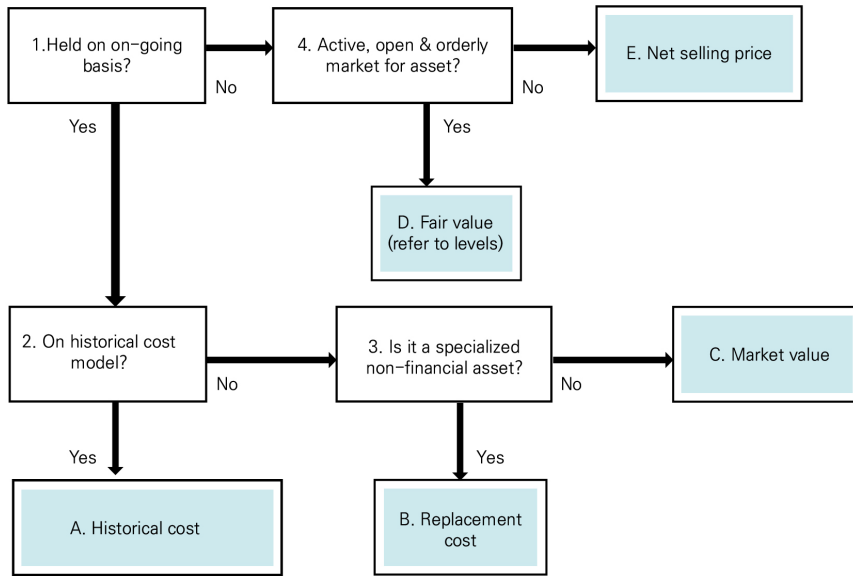 1.Held on on-going
basis?
No
4. Active, open & orderly
market for asset?
No
E. Net selling price
Yes
Yes
D. Fair value
(refer to levels)
2. On historical cost
model?
No
3. Is it a specialized
non-financial asset?
No
C. Market value
Yes
Yes
A. Historical cost
B. Replacement
cost